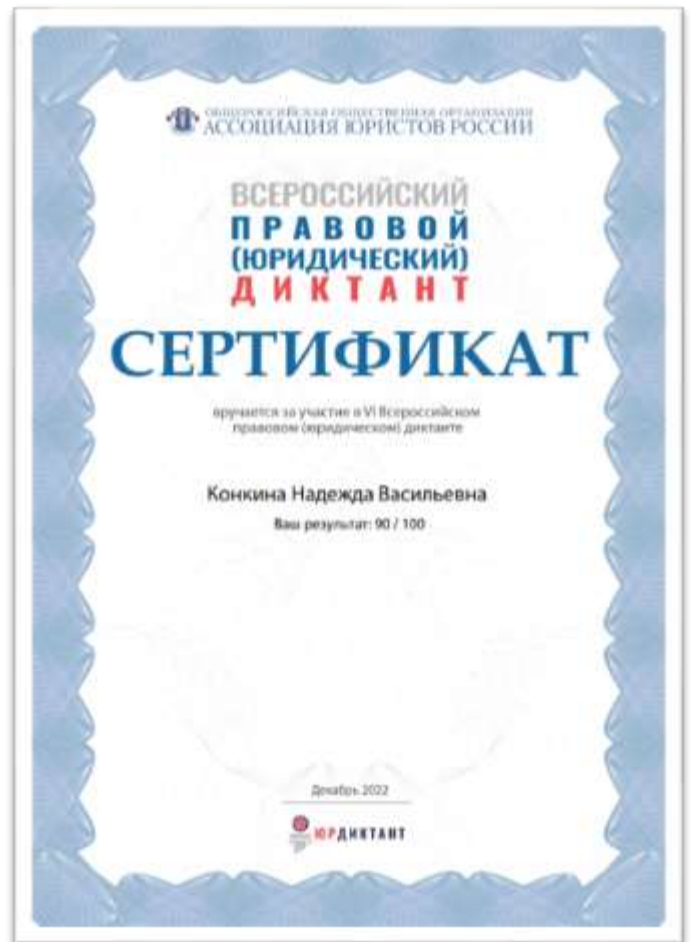 ОБЩЕРОССИЙСКАЯ ОБЩЕСТВЕННАЯ ОРГАНИЗАЦИЯ
АССОЦИАЦИЯ ЮРИСТОВ РОССИИ
ВСЕРОССИЙСКИЙ
ПРАВОВОЙ
(ЮРИДИЧЕСКИЙ)
ДИКТАНТ
СЕРТИФИКАТ
вручается за участие в VI Всероссийском
правовом (юридическом) диктанте
Конкина Надежда Васильевна
Ваш результат: 90 / 100
Декабрь 2022
ЮРДИКТАНТ